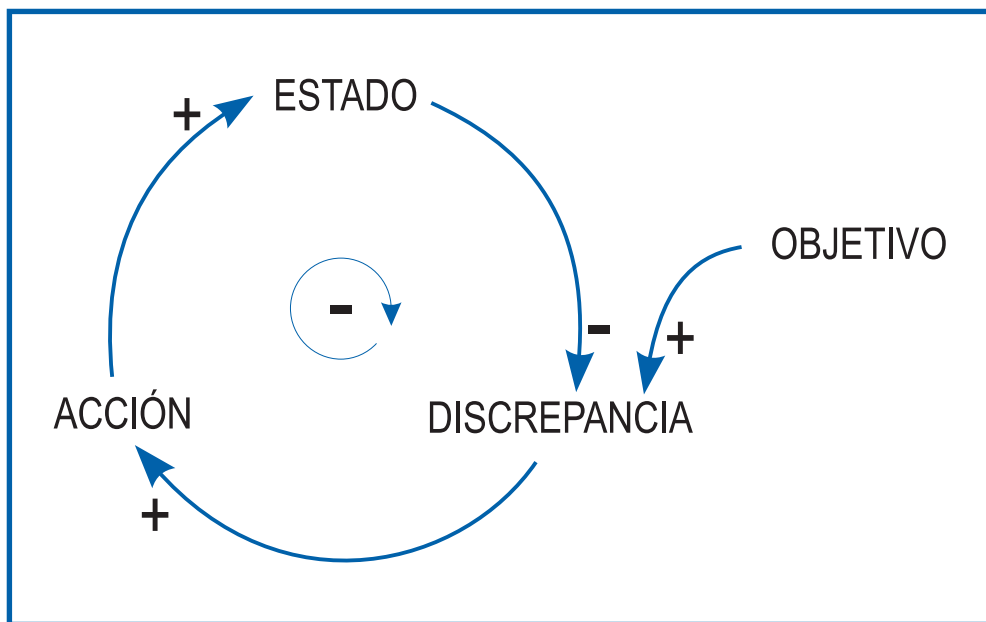 +
ESTADO
OBJETIVO
-
-
+
ACCIÓN
DISCREPANCIA
+